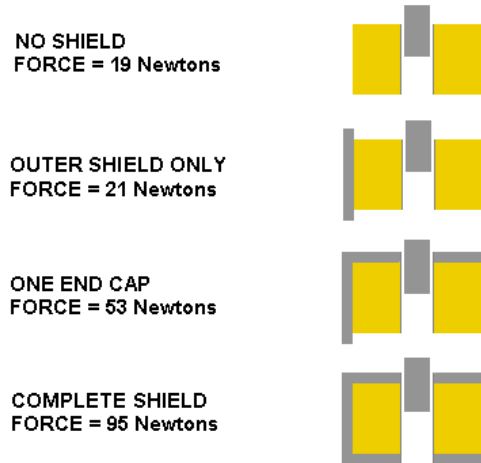 NO SHIELD
FORCE = 19 Newtons
OUTER SHIELD ONLY
FORCE = 21 Newtons
ONE END CAP
FORCE = 53 Newtons
COMPLETE SHIELD
FORCE = 95 Newtons